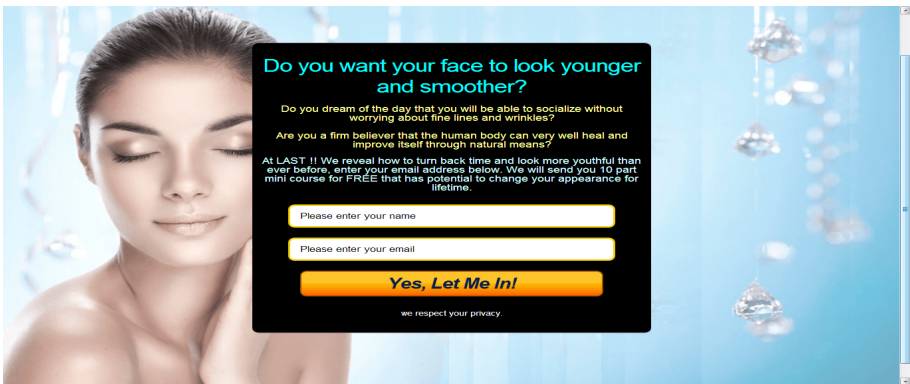 Do you want your face to look younger
and smoother?
Do you dream of the day that you will be able to socialize without
worrying about fine lines and wrinkles?
Are you a firm believer that the human body can very well heal and
improve itself through natural means?
At LAST !! We reveal how to turn back time and look more youthful than
ever before, enter your email address below. We will send you 10 part
mini course for FREE that has potential to change your appearance for
lifetime.
Please enter your name
Please enter your email
Yes, Let Me In!
we respect your privacy.